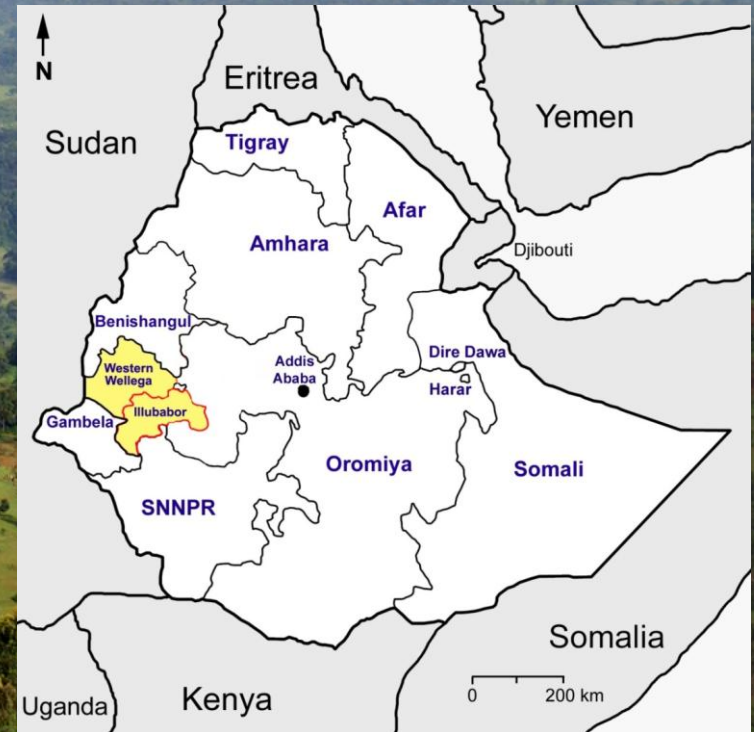 N
Eritrea
Yemen
Sudan
Tigray
Afar
Amhara
Djibouti
Benishangul
Dire Dawa
Addis
Ababa
Western
Wellega
Harar
Illubabor
Gambela
Oromiya
Somali
SNNPR
Somalia
Uganda
Kenya
0
200 km